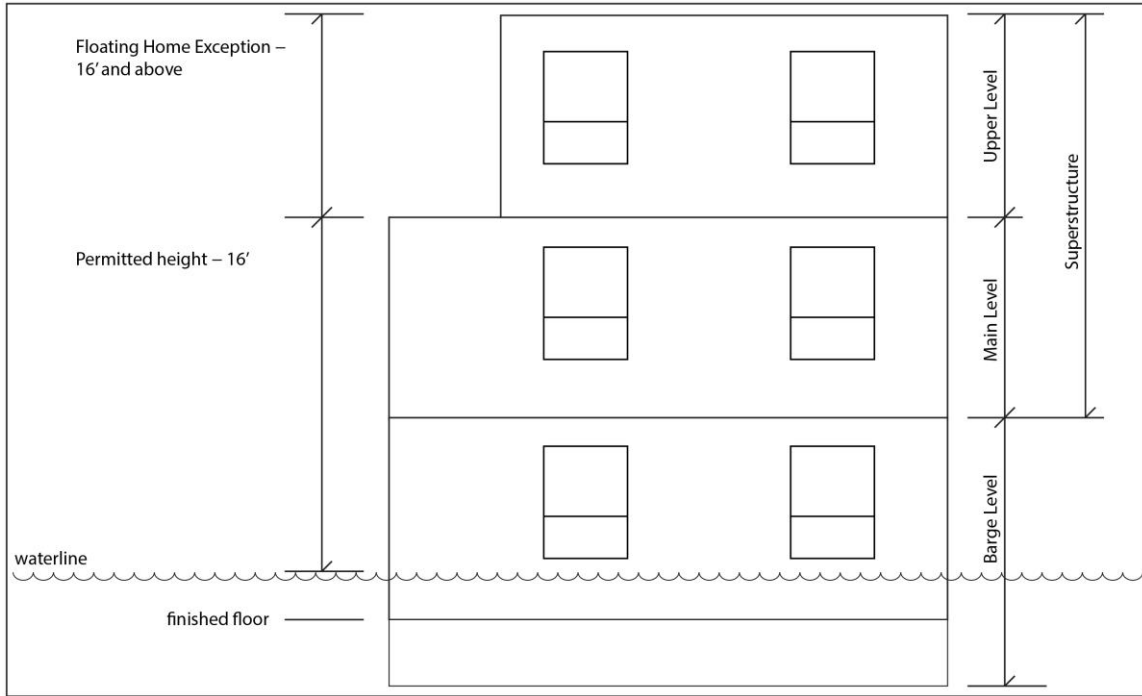 Floating Home Exception –
16’ and above
Upper Level
Superstructure
Permitted height – 16’
Main Level
Barge Level
waterline
finished floor